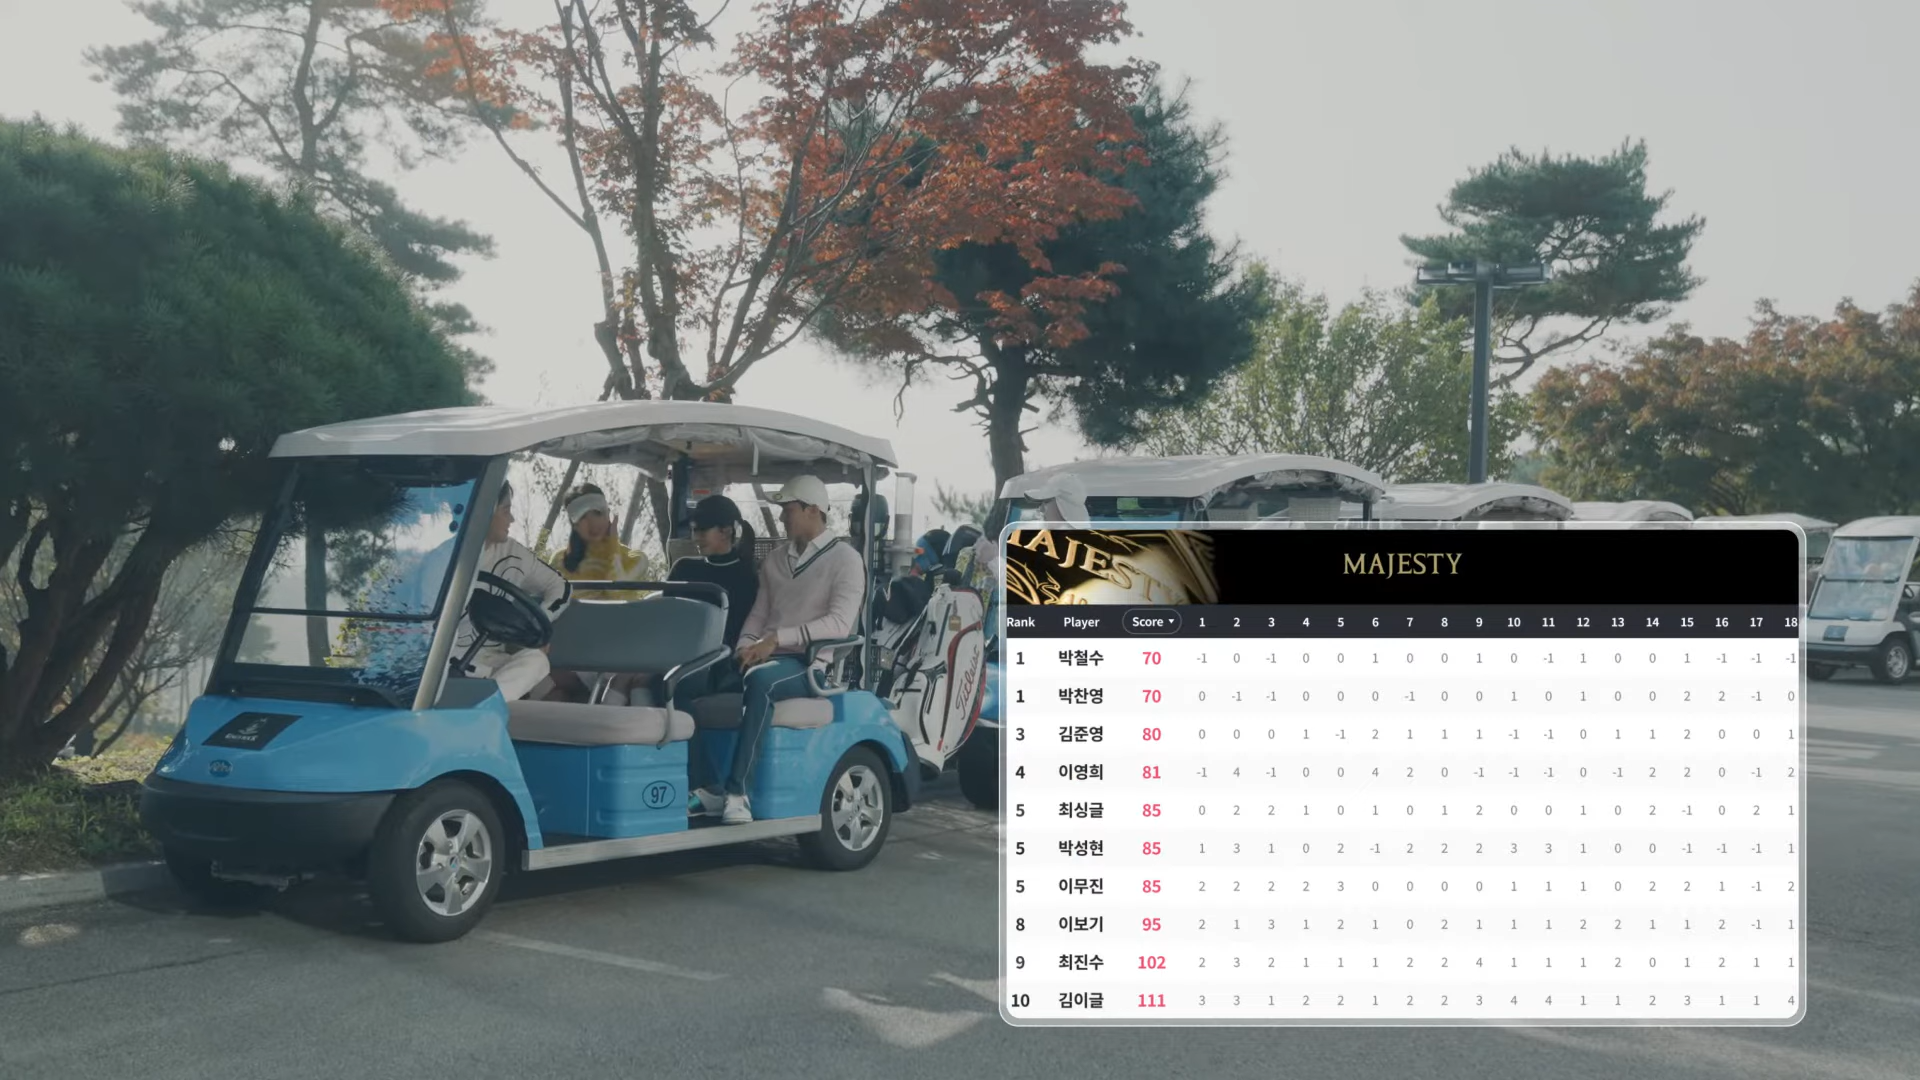 97
Titleist
MAJESTY
MAJESTY
Rank Player Score 1 2 3 4 5 6 7 8 9 10 11 12 13 14 15 16 17 18
1 박철수 70 -1 0 -1 0 0 1 0 0 1 0 -1 1 0 0 1 -1 -1 -1
1 박찬영 70 0 -1 -1 0 0 0 -1 0 0 1 0 1 0 0 2 2 -1 0
3 김준영 80 0 0 0 1 -1 2 1 1 1 -1 -1 0 1 1 2 0 0 1
4 이영희 81 -1 4 -1 0 0 4 2 0 -1 -1 -1 0 -1 2 2 0 -1 2
5 최싱글 85 0 2 2 1 0 1 0 1 2 0 0 1 0 2 -1 0 2 1
5 박성현 85 1 3 1 0 2 -1 2 2 2 3 3 1 0 0 -1 -1 -1 1
5 이무진 85 2 2 2 2 3 0 0 0 0 1 1 1 0 2 2 1 -1 2
8 이보기 95 2 1 3 1 2 1 0 2 1 1 1 2 2 1 1 2 -1 1
9 최진수 102 2 3 2 1 1 1 2 2 4 1 1 1 2 0 1 2 1 1
10 김이글 111 3 3 1 2 2 1 2 2 3 4 4 1 1 2 3 1 1 4